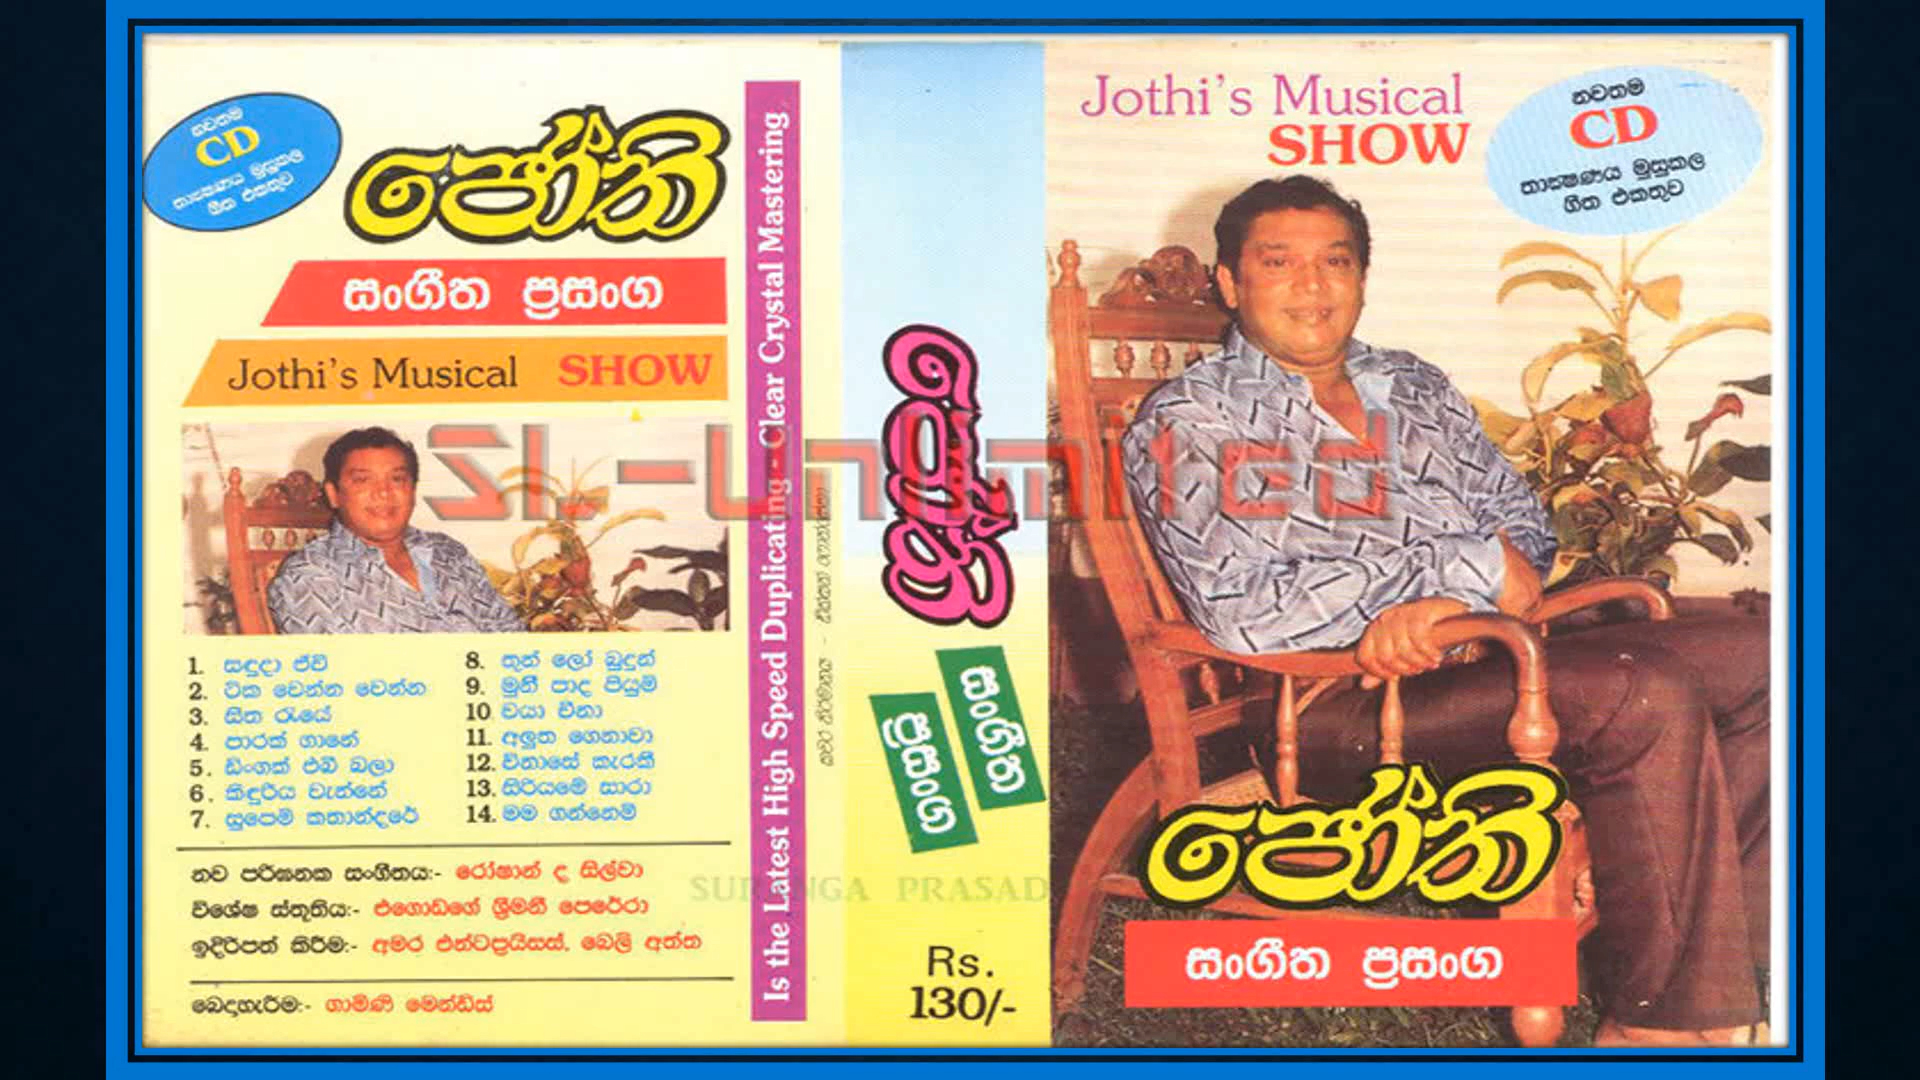 නවතම
CD
තාක්‍ෂණය මුසුකල
ගීත එකතුව
ජෝති
සංගීත ප්‍රසංග
Jothi's Musical SHOW
1. සඳුදා ජීවී
2. ටික වෙන්න වෙන්න
3. සීත රෑයේ
4. පාරක් ගානේ
5. ඩිංගක් එබී බලා
6. කිඳුරිය වැන්නේ
7. සුපෙම් කතාන්දරේ
8. තුන් ලෝ බුදුන්
9. මුනි පාද පියුම්
10 වයා වීනා
11. අලුත ගෙනාවා
12. විනාසේ කැරකී
13. සිරියමේ සාරා
14. මම ගන්නෙමි
නව පරිඝනක සංගීතය:- රෝෂාන් ද සිල්වා
විශේෂ ස්තූතිය:- එගොඩගේ ශ්‍රීමනී පෙරේරා
ඉදිරිපත් කිරීම:- අමර එන්ටප්‍රයිසස්, බෙලි අත්ත
බෙදාහැරීම:- ගාමිණි මෙන්ඩිස්
Is the Latest High Speed Duplicating - Clear Crystal Mastering
ජෝති
සංගීත
ප්‍රසංග
SURANGA PRASAD
Rs.
130/-
Jothi's Musical
SHOW
නවතම
CD
තාක්‍ෂණය මුසුකල
ගීත එකතුව
SL-Unlimited
ජෝති
සංගීත ප්‍රසංග